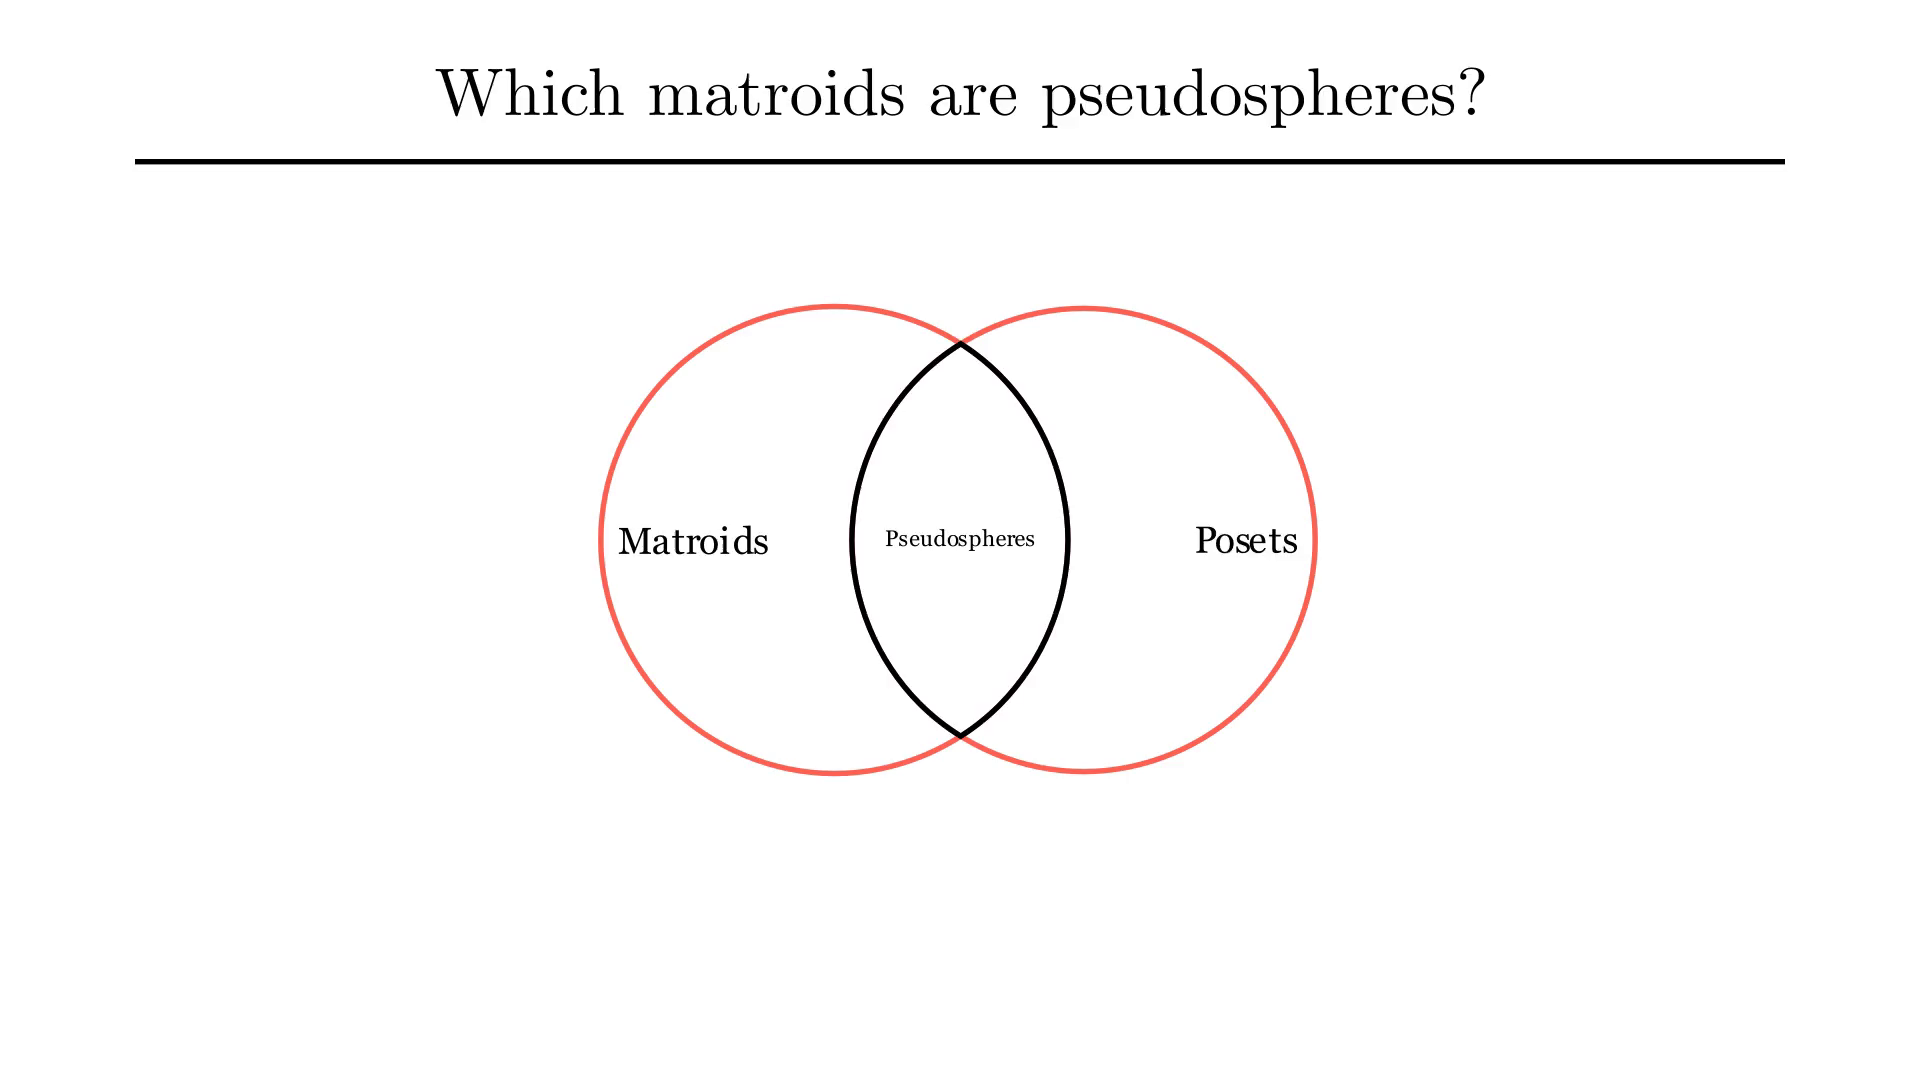 Which matroids are pseudospheres?
Matroids
Pseudospheres
Posets